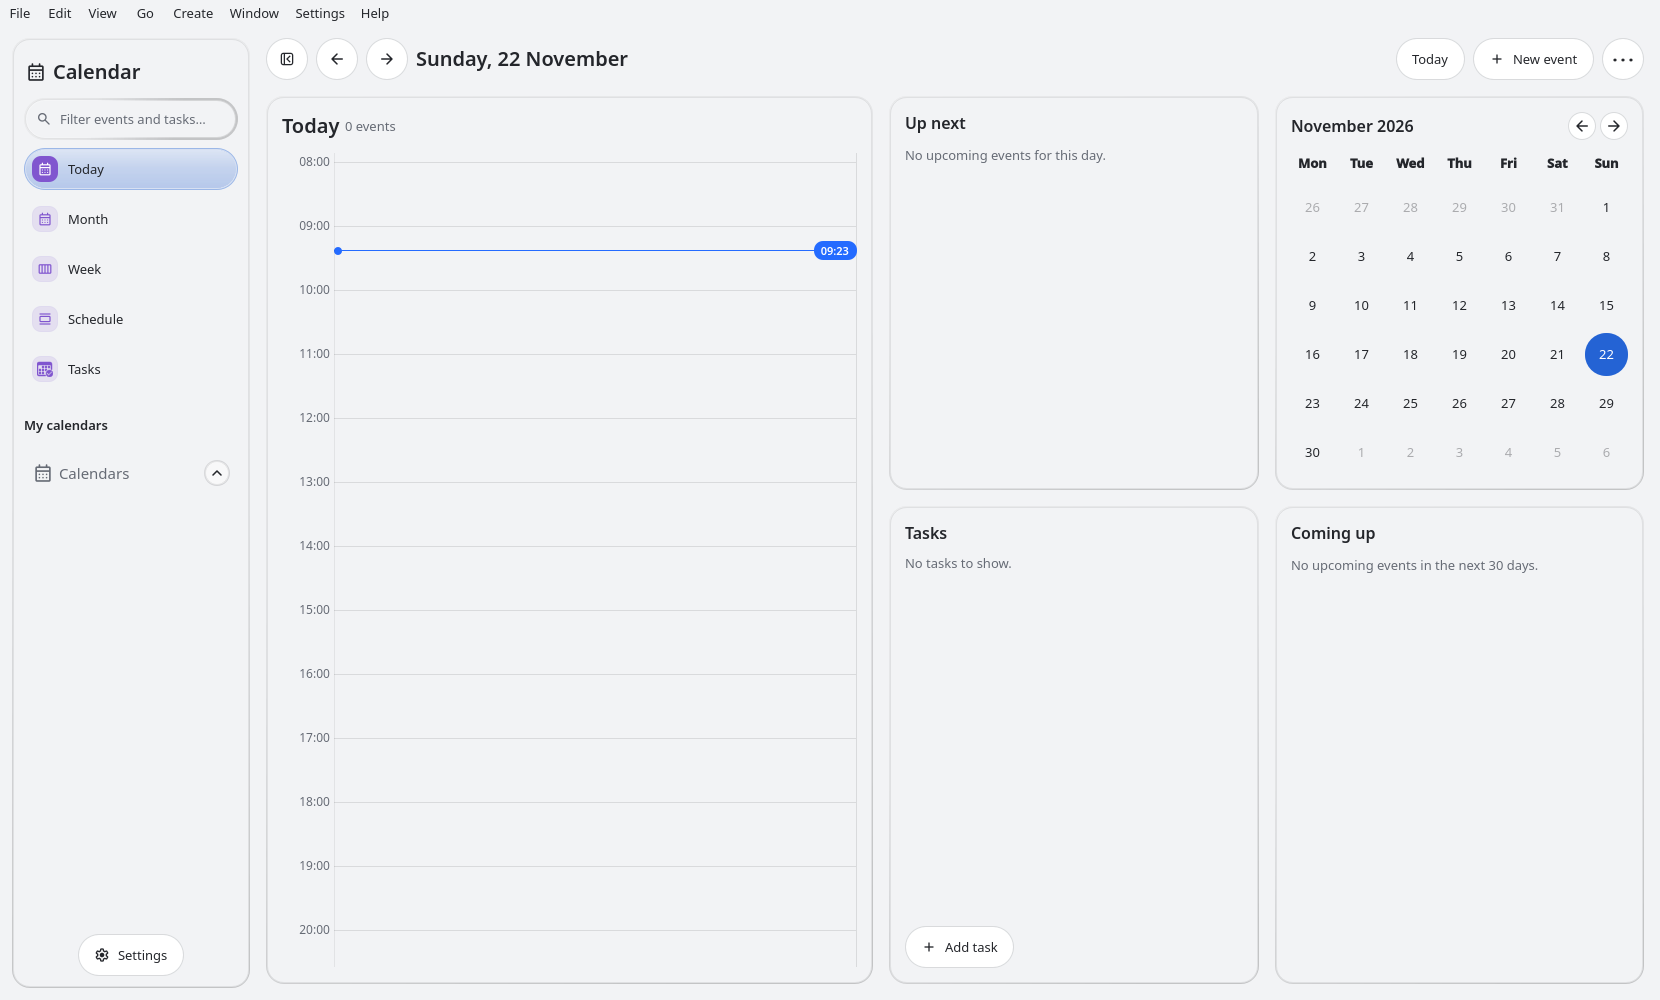 File Edit View Go Create Window Settings Help
Calendar
Filter events and tasks...
Today
Month
Week
Schedule
Tasks
My calendars
Calendars
Settings
Sunday, 22 November
Today
New event
Today 0 events
08:00
09:00
09:23
10:00
11:00
12:00
13:00
14:00
15:00
16:00
17:00
18:00
19:00
20:00
Up next
No upcoming events for this day.
November 2026
Mon Tue Wed Thu Fri Sat Sun
26 27 28 29 30 31 1
2 3 4 5 6 7 8
9 10 11 12 13 14 15
16 17 18 19 20 21 22
23 24 25 26 27 28 29
30 1 2 3 4 5 6
Tasks
No tasks to show.
Add task
Coming up
No upcoming events in the next 30 days.